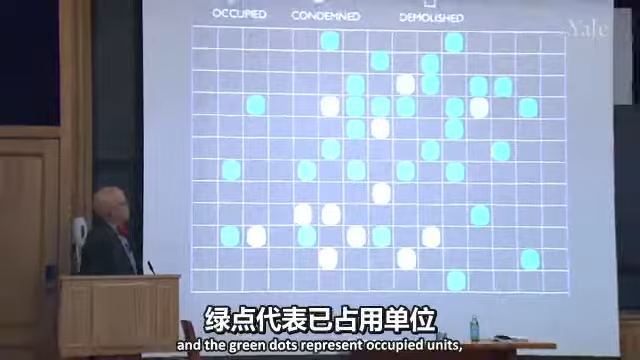 OCCUPIED CONDEMNED DEMOLISHED
Yale
绿点代表已占用单位
and the green dots represent occupied units,